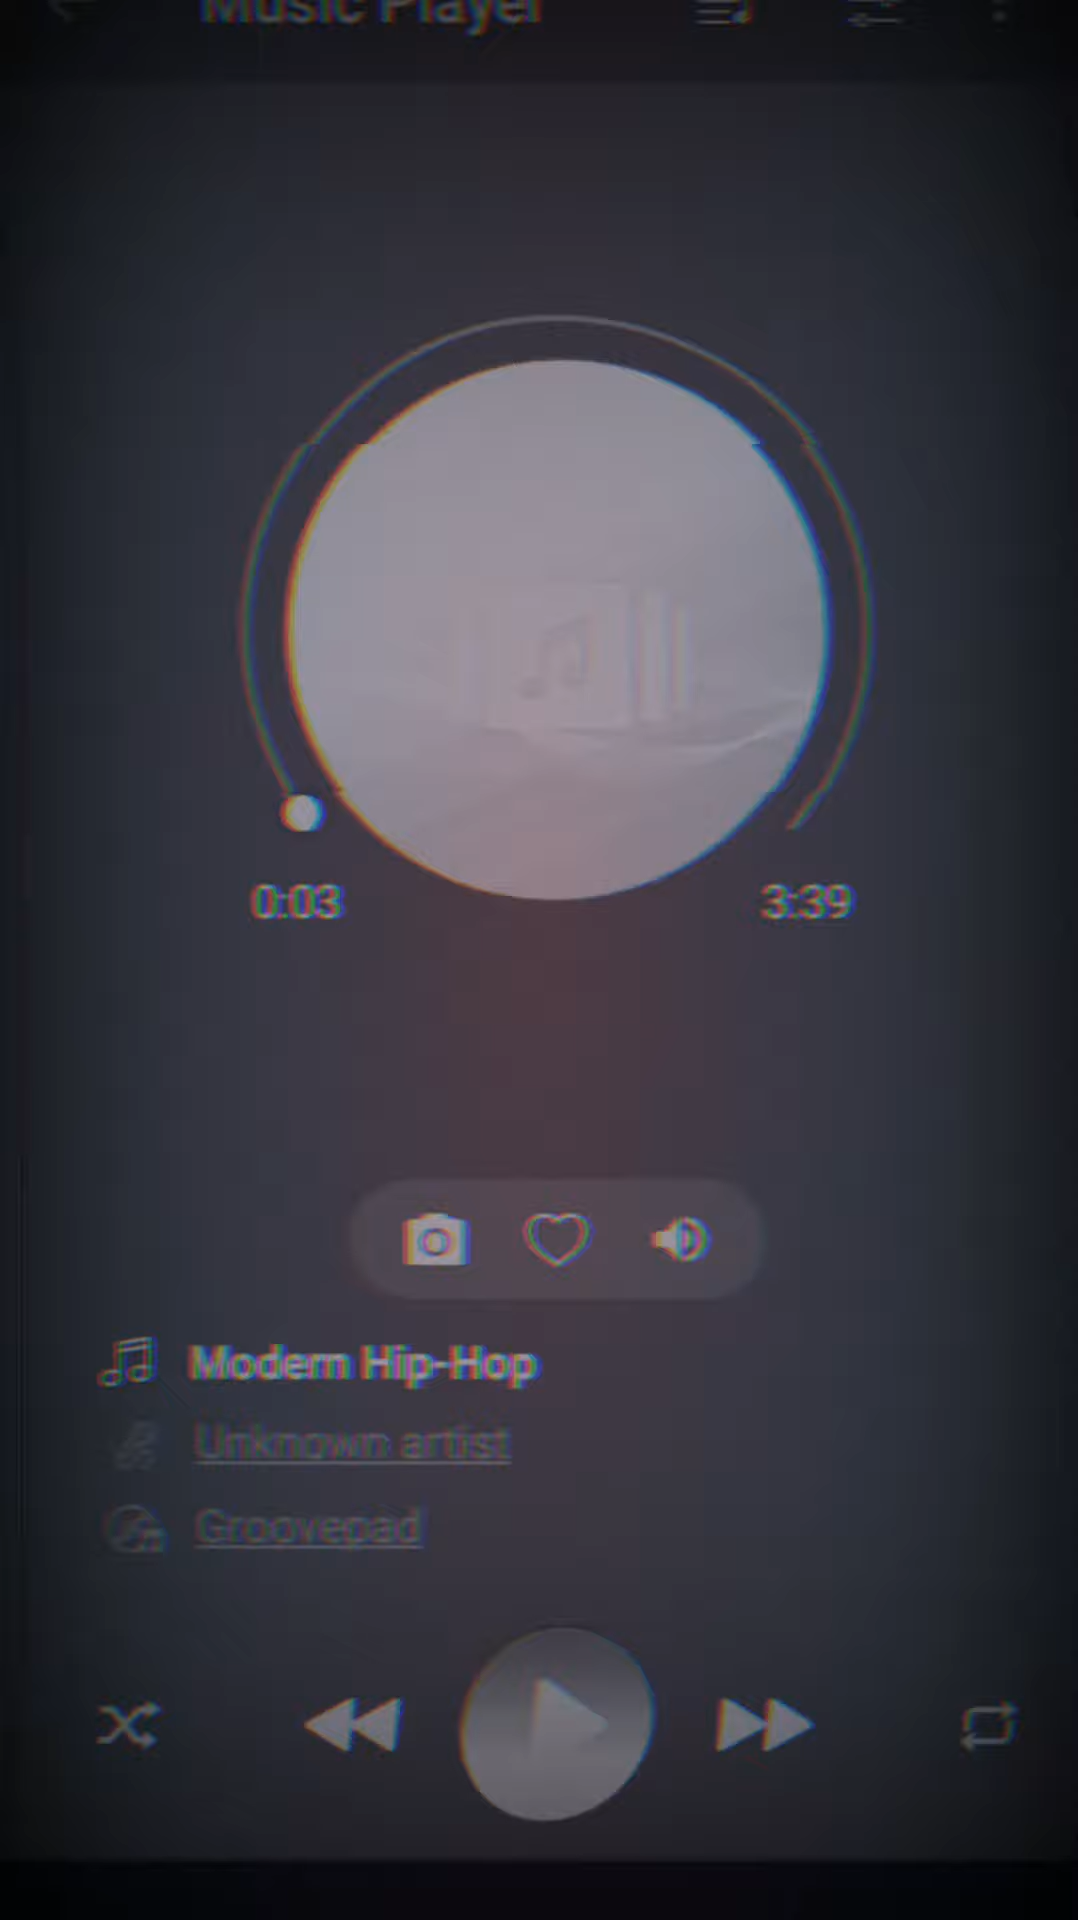 Music Player
0:03
3:39
Modern Hip-Hop
Unknown artist
Groovepad